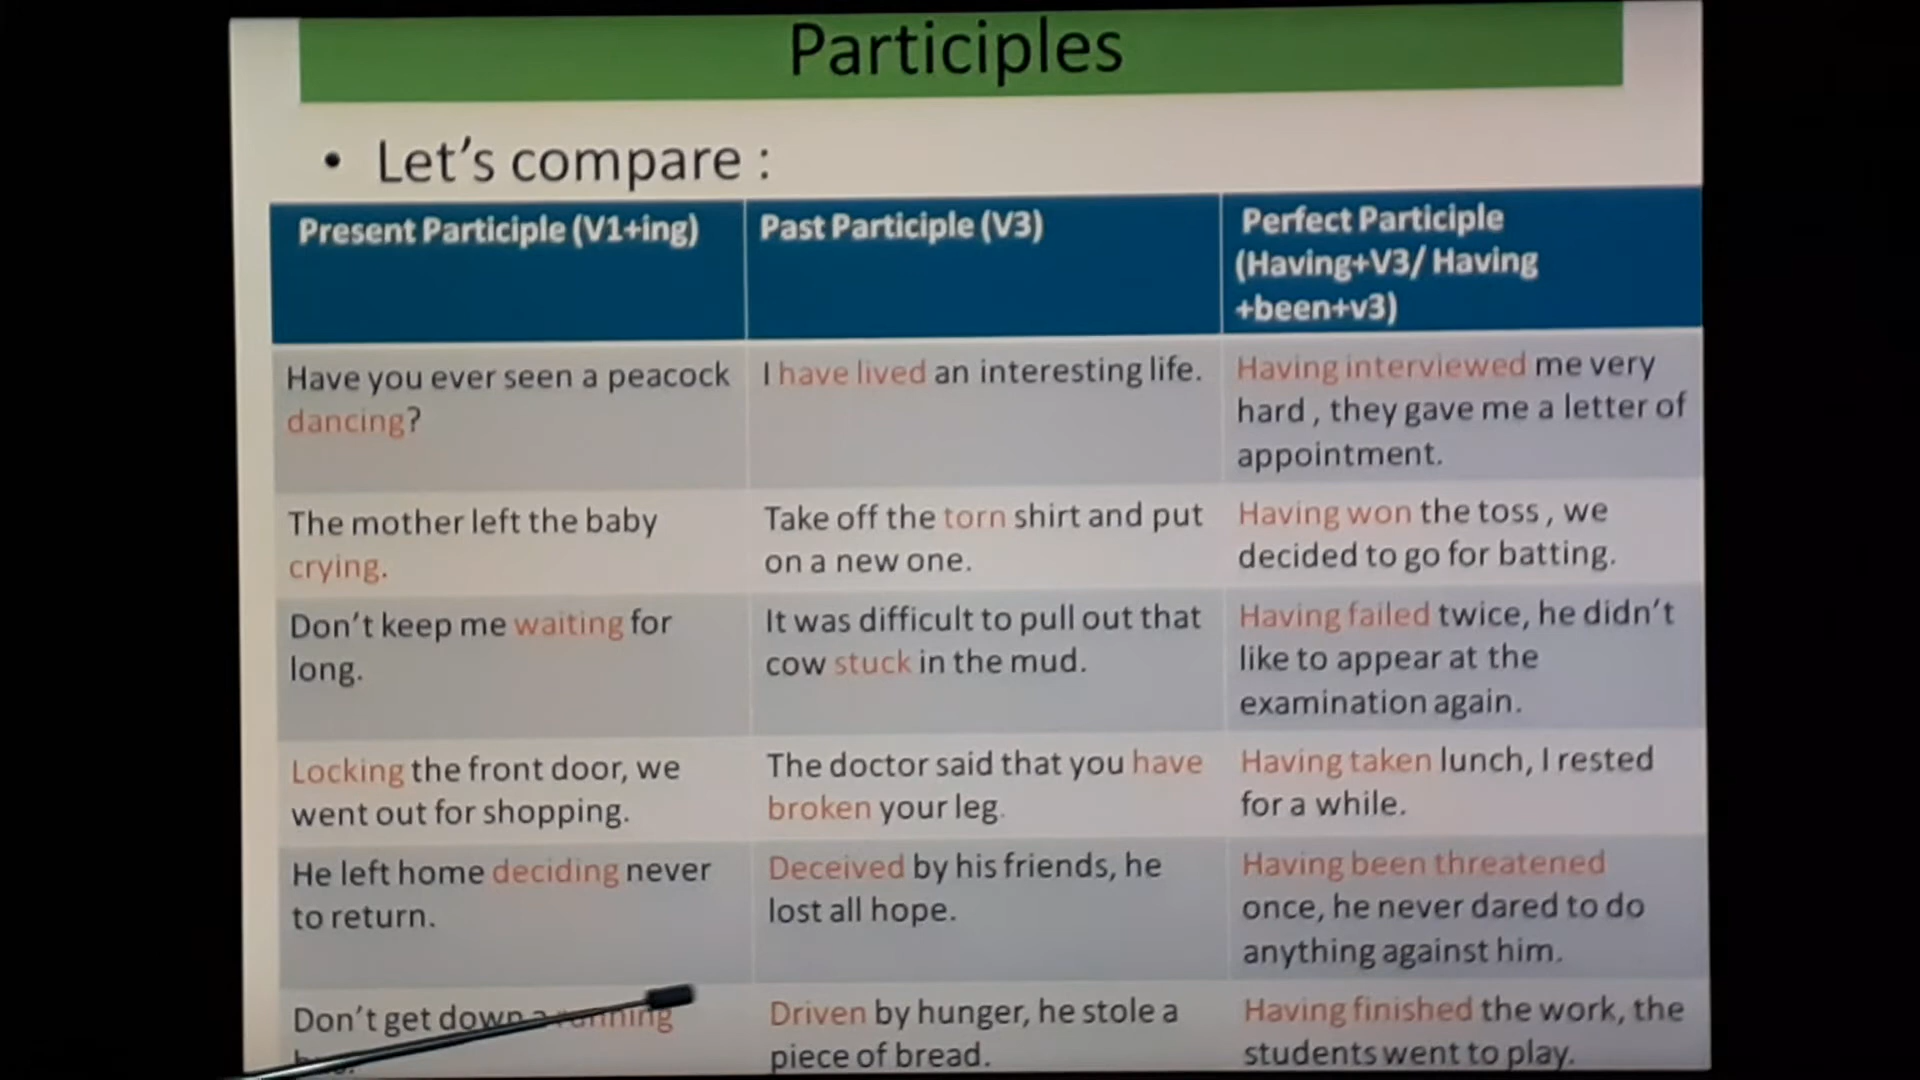 Participles
• Let's compare :
Present Participle (V1+ing)
Past Participle (V3)
Perfect Participle
(Having+V3/ Having
+been+v3)
Have you ever seen a peacock
dancing?
I have lived an interesting life.
Having interviewed me very
hard , they gave me a letter of
appointment.
The mother left the baby
crying.
Take off the torn shirt and put
on a new one.
Having won the toss , we
decided to go for batting.
Don't keep me waiting for
long.
It was difficult to pull out that
cow stuck in the mud.
Having failed twice, he didn't
like to appear at the
examination again.
Locking the front door, we
went out for shopping.
The doctor said that you have
broken your leg.
Having taken lunch, I rested
for a while.
He left home deciding never
to return.
Deceived by his friends, he
lost all hope.
Having been threatened
once, he never dared to do
anything against him.
Don't get down a running
Driven by hunger, he stole a
piece of bread.
Having finished the work, the
students went to play.